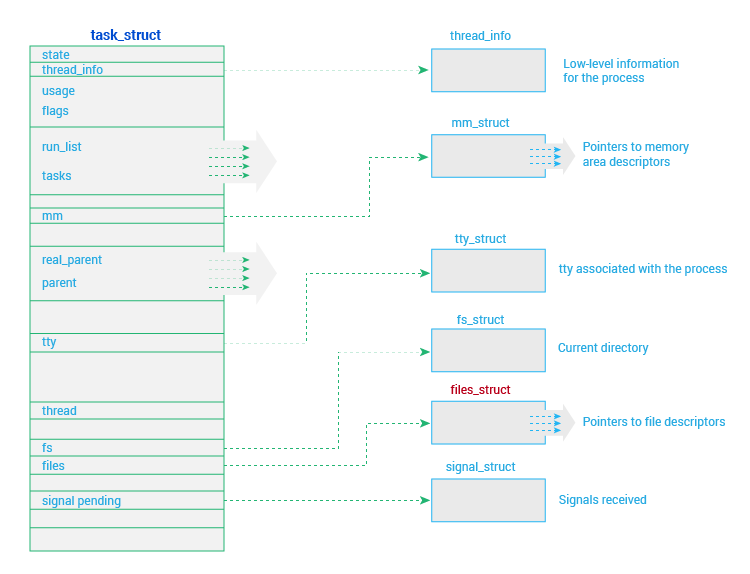 task_struct
state
thread_info
usage
flags
run_list
tasks
mm
real_parent
parent
tty
thread
fs
files
signal pending
thread_info
Low-level information
for the process
mm_struct
Pointers to memory
area descriptors
tty_struct
tty associated with the process
fs_struct
Current directory
files_struct
Pointers to file descriptors
signal_struct
Signals received